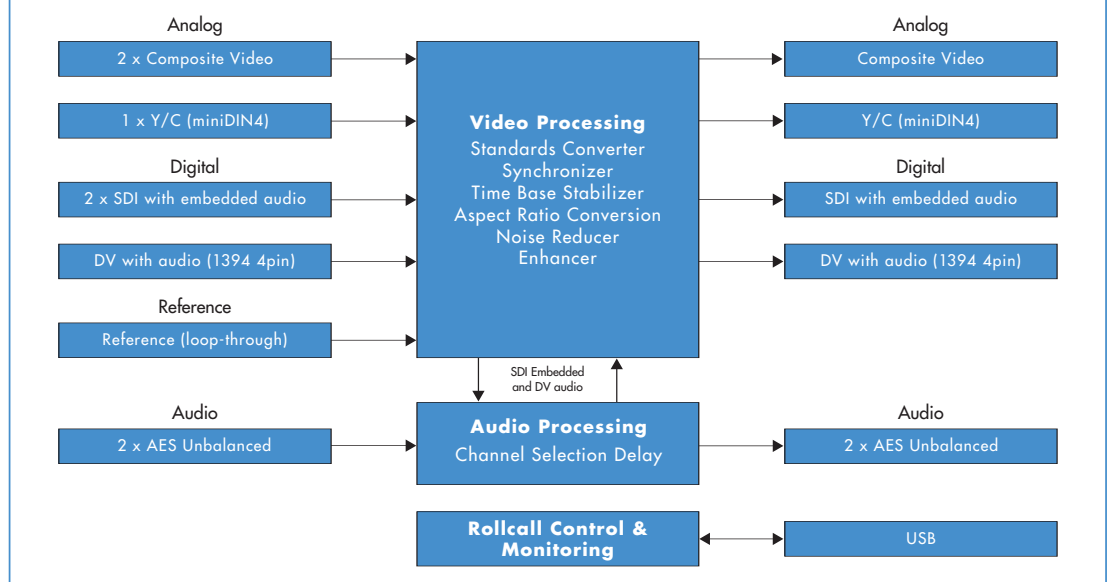 Analog
2 x Composite Video
1 x Y/C (miniDIN4)
Digital
2 x SDI with embedded audio
DV with audio (1394 4pin)
Reference
Reference (loop-through)
Audio
2 x AES Unbalanced
Video Processing
Standards Converter
Synchronizer
Time Base Stabilizer
Aspect Ratio Conversion
Noise Reducer
Enhancer
SDI Embedded
and DV audio
Audio Processing
Channel Selection Delay
Rollcall Control &
Monitoring
Analog
Composite Video
Y/C (miniDIN4)
Digital
SDI with embedded audio
DV with audio (1394 4pin)
Audio
2 x AES Unbalanced
USB